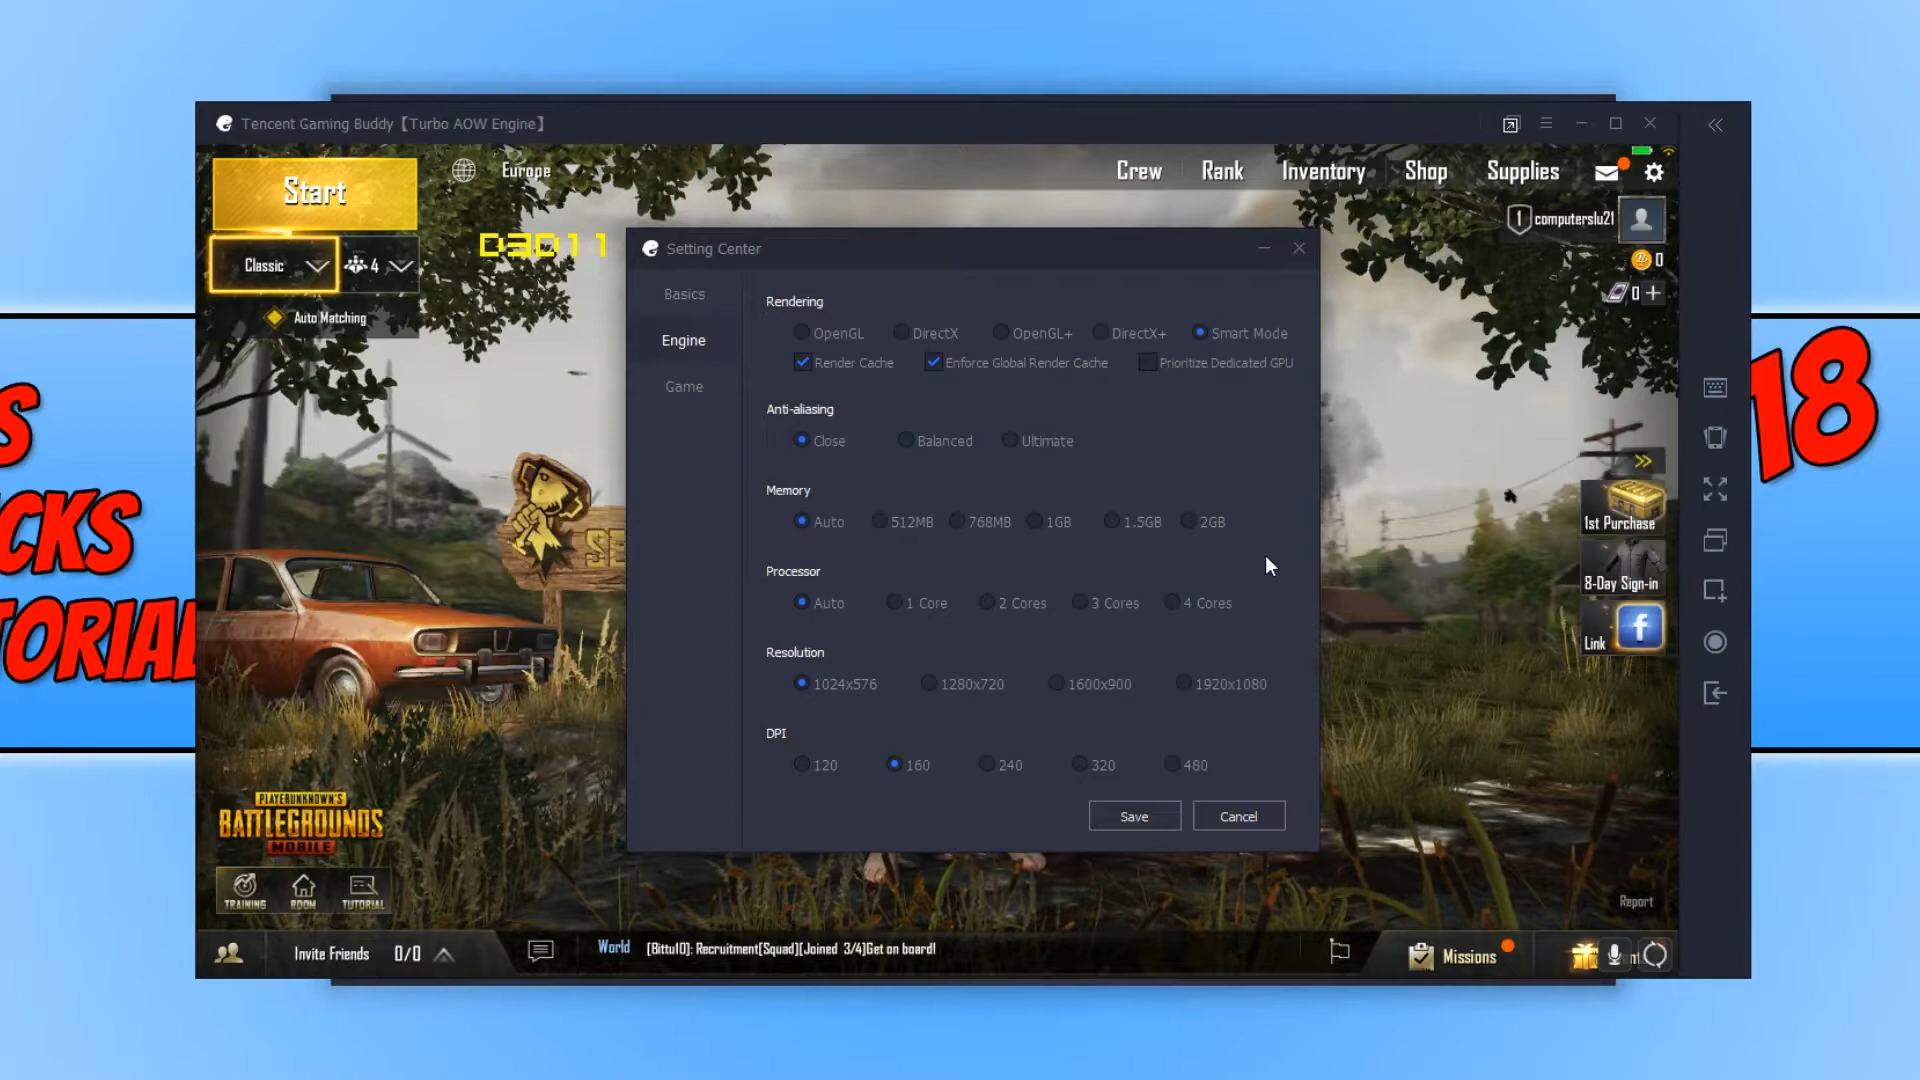 Tencent Gaming Buddy【Turbo AOW Engine】
Start
Europe
Crew
Rank
Inventory
Shop
Supplies
1 computerslu21
0
0
Classic
4
D3D11
Auto Matching
Setting Center
Basics
Engine
Game
Rendering
OpenGL DirectX OpenGL+ DirectX+ Smart Mode
Render Cache Enforce Global Render Cache Prioritize Dedicated GPU
Anti-aliasing
Close Balanced Ultimate
Memory
Auto 512MB 768MB 1GB 1.5GB 2GB
Processor
Auto 1 Core 2 Cores 3 Cores 4 Cores
Resolution
1024x576 1280x720 1600x900 1920x1080
DPI
120 160 240 320 480
Save Cancel
1st Purchase
8-Day Sign-in
Link
18
PLAYERUNKNOWN'S
BATTLEGROUNDS
MOBILE
TRAINING ROOM TUTORIAL
Report
Invite Friends 0/0
World [Bittu10]: Recruitment[Squad][Joined 3/4]Get on board!
Missions